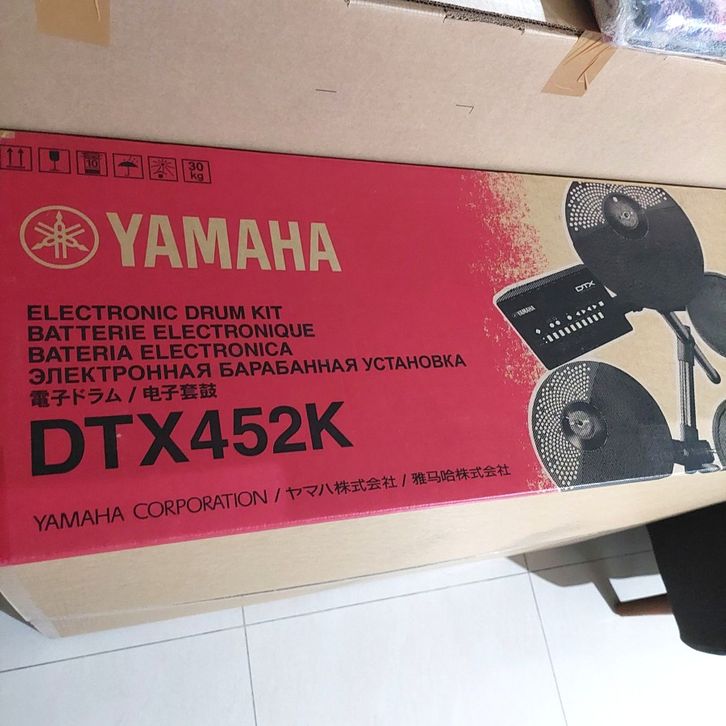 10
30
kg
YAMAHA
ELECTRONIC DRUM KIT
BATTERIE ELECTRONIQUE
BATERIA ELECTRONICA
ЭЛЕКТРОННАЯ БАРАБАННАЯ УСТАНОВКА
電子ドラム / 电子套鼓
DTX452K
YAMAHA CORPORATION / ヤマハ株式会社 / 雅马哈株式会社
DTX
YAMAHA